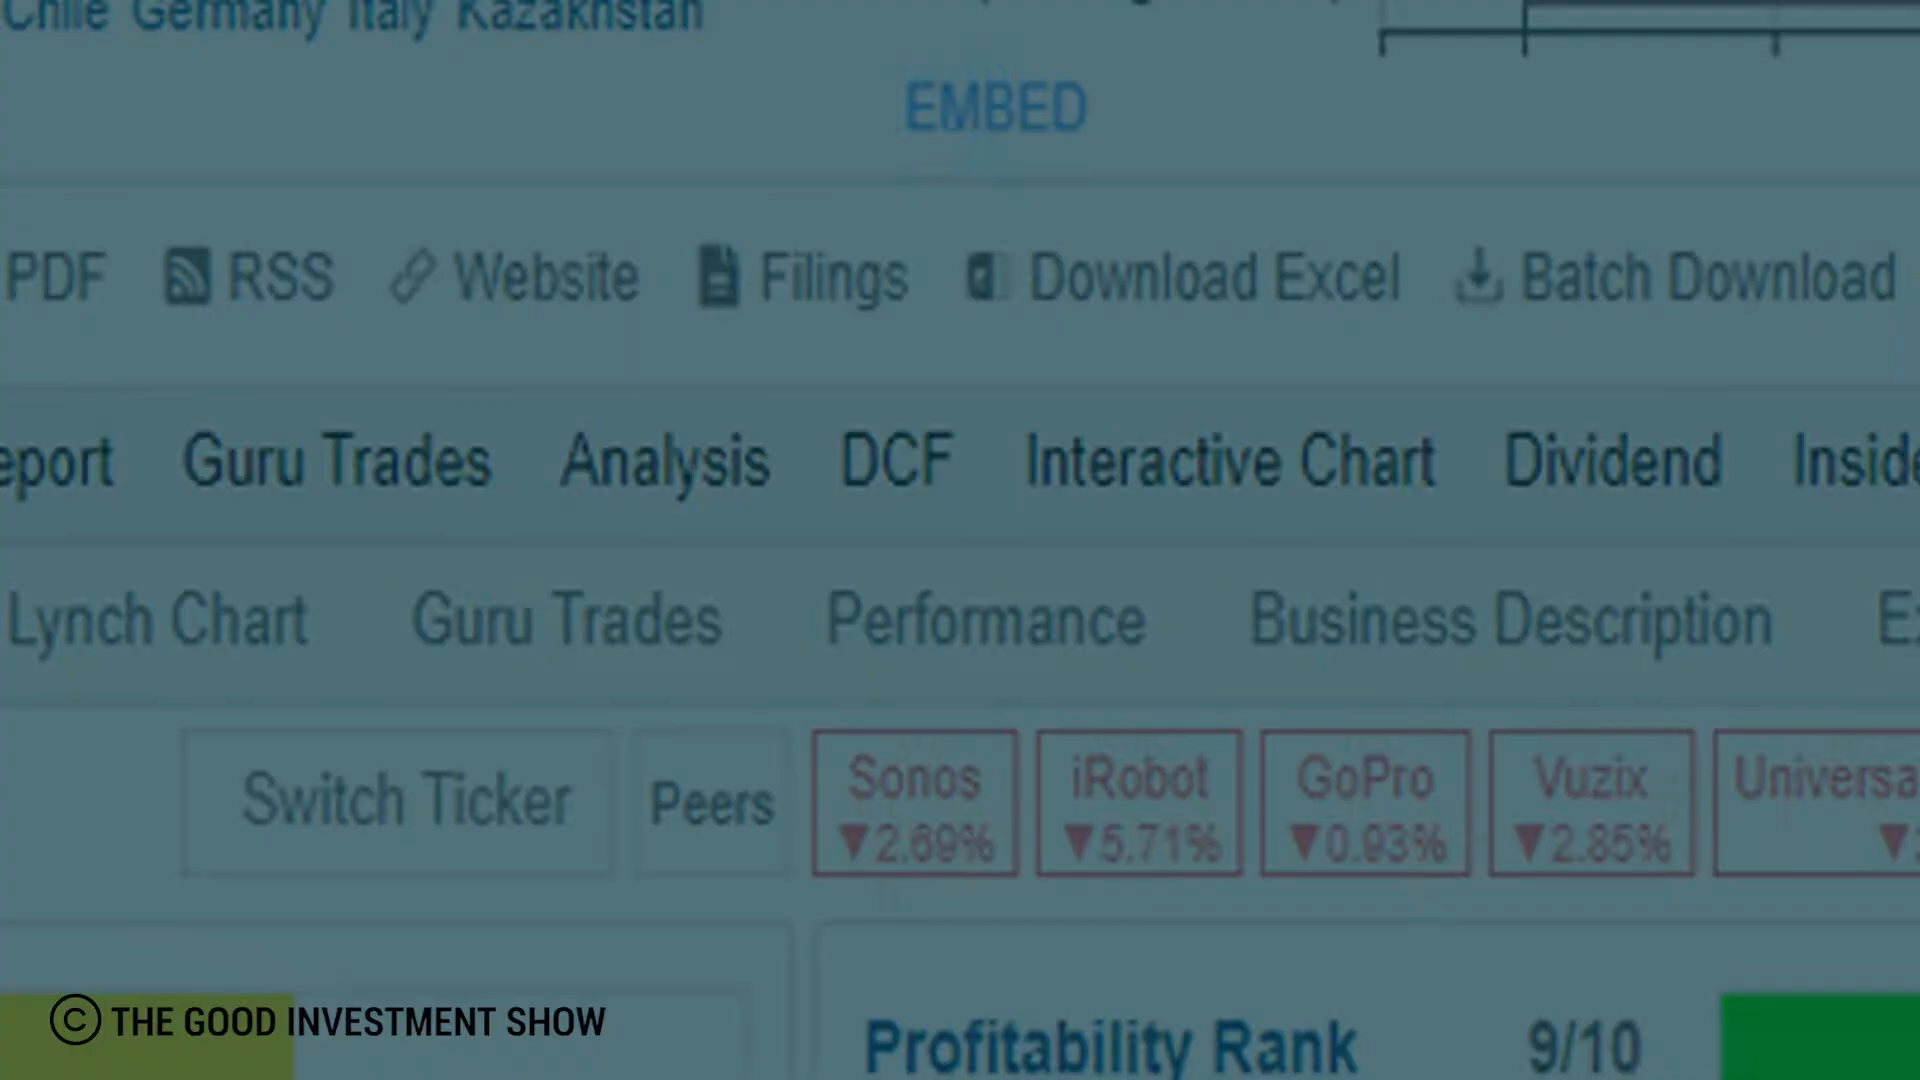 Chile Germany Italy Kazakhstan
EMBED
PDF RSS Website Filings Download Excel Batch Download
eport Guru Trades Analysis DCF Interactive Chart Dividend Inside
Lynch Chart Guru Trades Performance Business Description Ex
Switch Ticker Peers Sonos iRobot GoPro Vuzix Universa
▼2.69% ▼5.71% ▼0.93% ▼2.85% ▼
© THE GOOD INVESTMENT SHOW
Profitability Rank 9/10